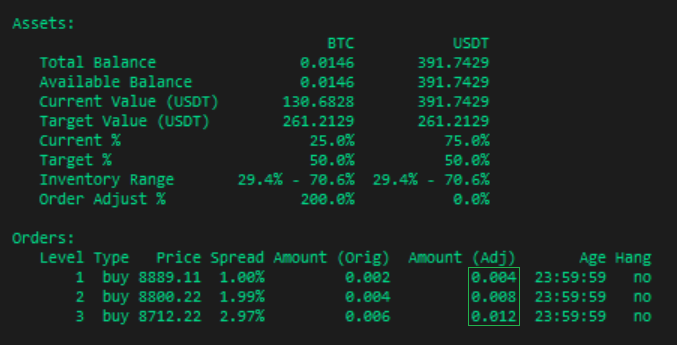 Assets:
BTC USDT
Total Balance 0.0146 391.7429
Available Balance 0.0146 391.7429
Current Value (USDT) 130.6828 391.7429
Target Value (USDT) 261.2129 261.2129
Current % 25.0% 75.0%
Target % 50.0% 50.0%
Inventory Range 29.4% - 70.6% 29.4% - 70.6%
Order Adjust % 200.0% 0.0%
Orders:
Level Type Price Spread Amount (Orig) Amount (Adj) Age Hang
1 buy 8889.11 1.00% 0.002 0.004 23:59:59 no
2 buy 8800.22 1.99% 0.004 0.008 23:59:59 no
3 buy 8712.22 2.97% 0.006 0.012 23:59:59 no